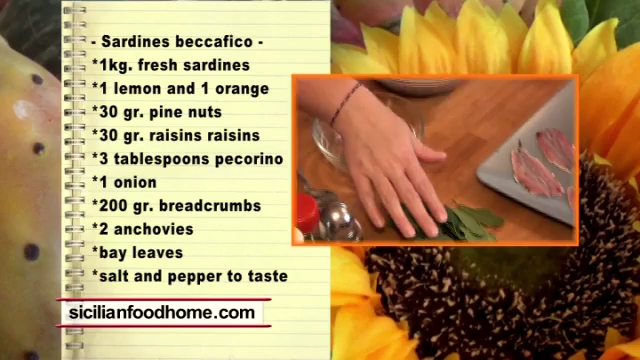 - Sardines beccafico -
*1kg. fresh sardines
*1 lemon and 1 orange
*30 gr. pine nuts
*30 gr. raisins raisins
*3 tablespoons pecorino
*1 onion
*200 gr. breadcrumbs
*2 anchovies
*bay leaves
*salt and pepper to taste
sicilianfoodhome.com